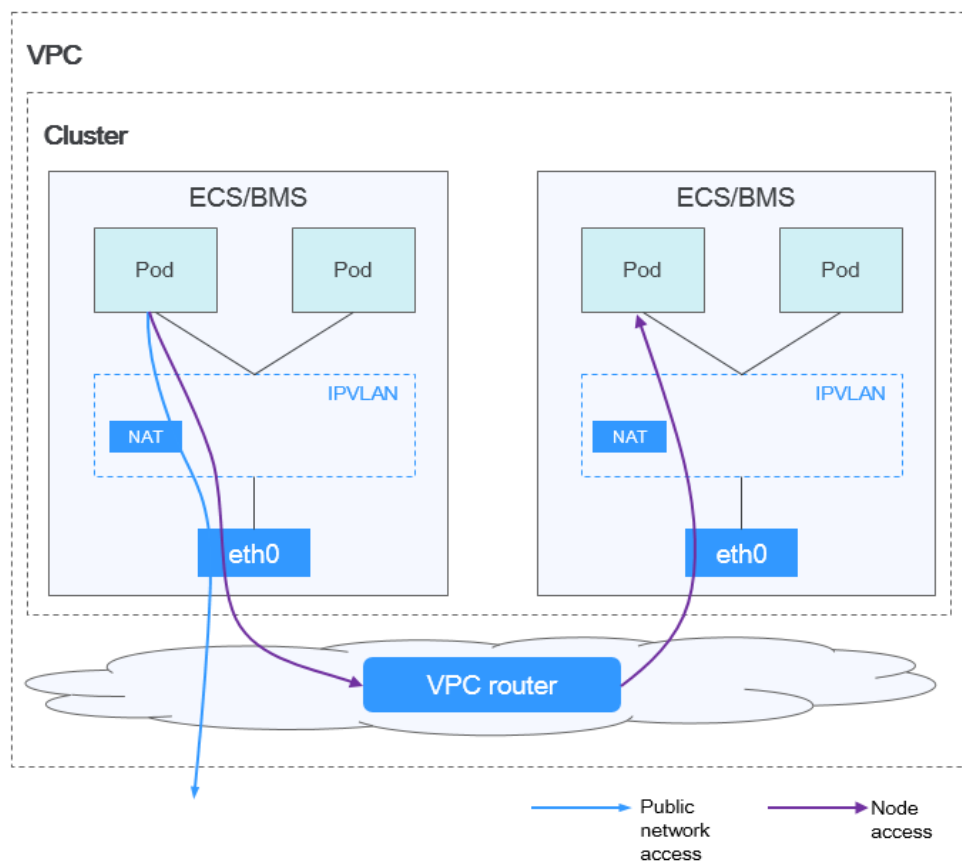 VPC
Cluster
ECS/BMS
ECS/BMS
Pod
Pod
Pod
Pod
IPVLAN
IPVLAN
NAT
NAT
eth0
eth0
VPC router
Public
network
access
Node
access